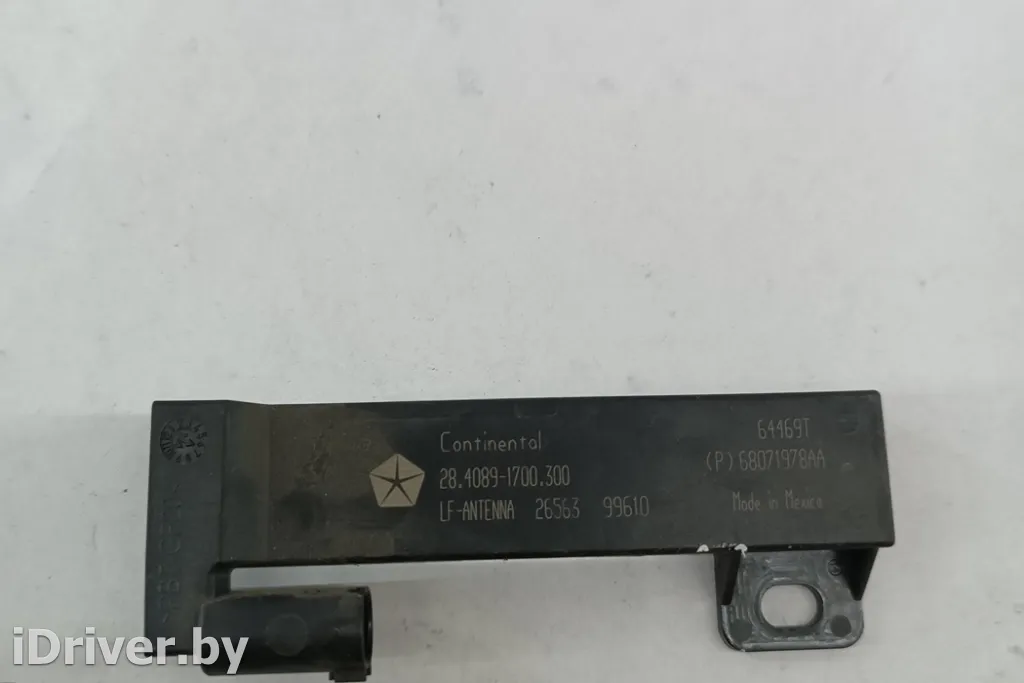 Continental
28.4089-1700.300
LF-ANTENNA 26563 99610
64469T
(P) 68071978AA
Made in Mexico
iDriver.by